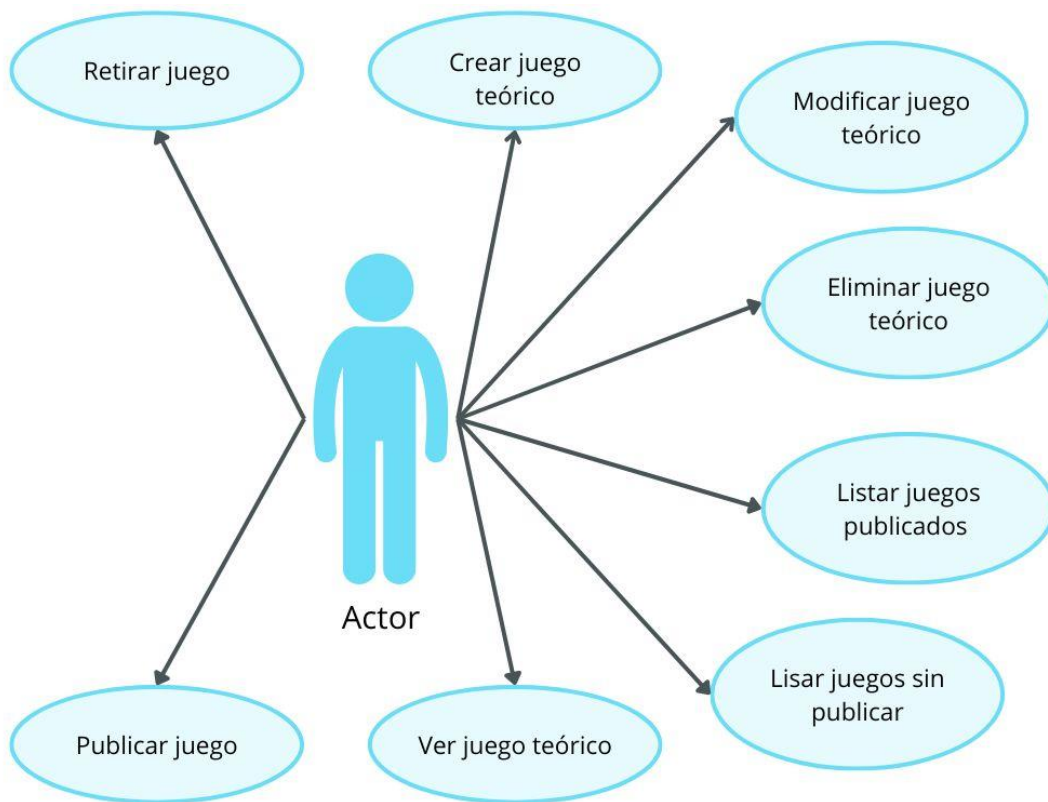 Retirar juego
Crear juego
teórico
Modificar juego
teórico
Eliminar juego
teórico
Listar juegos
publicados
Actor
Lisar juegos sin
publicar
Publicar juego
Ver juego teórico